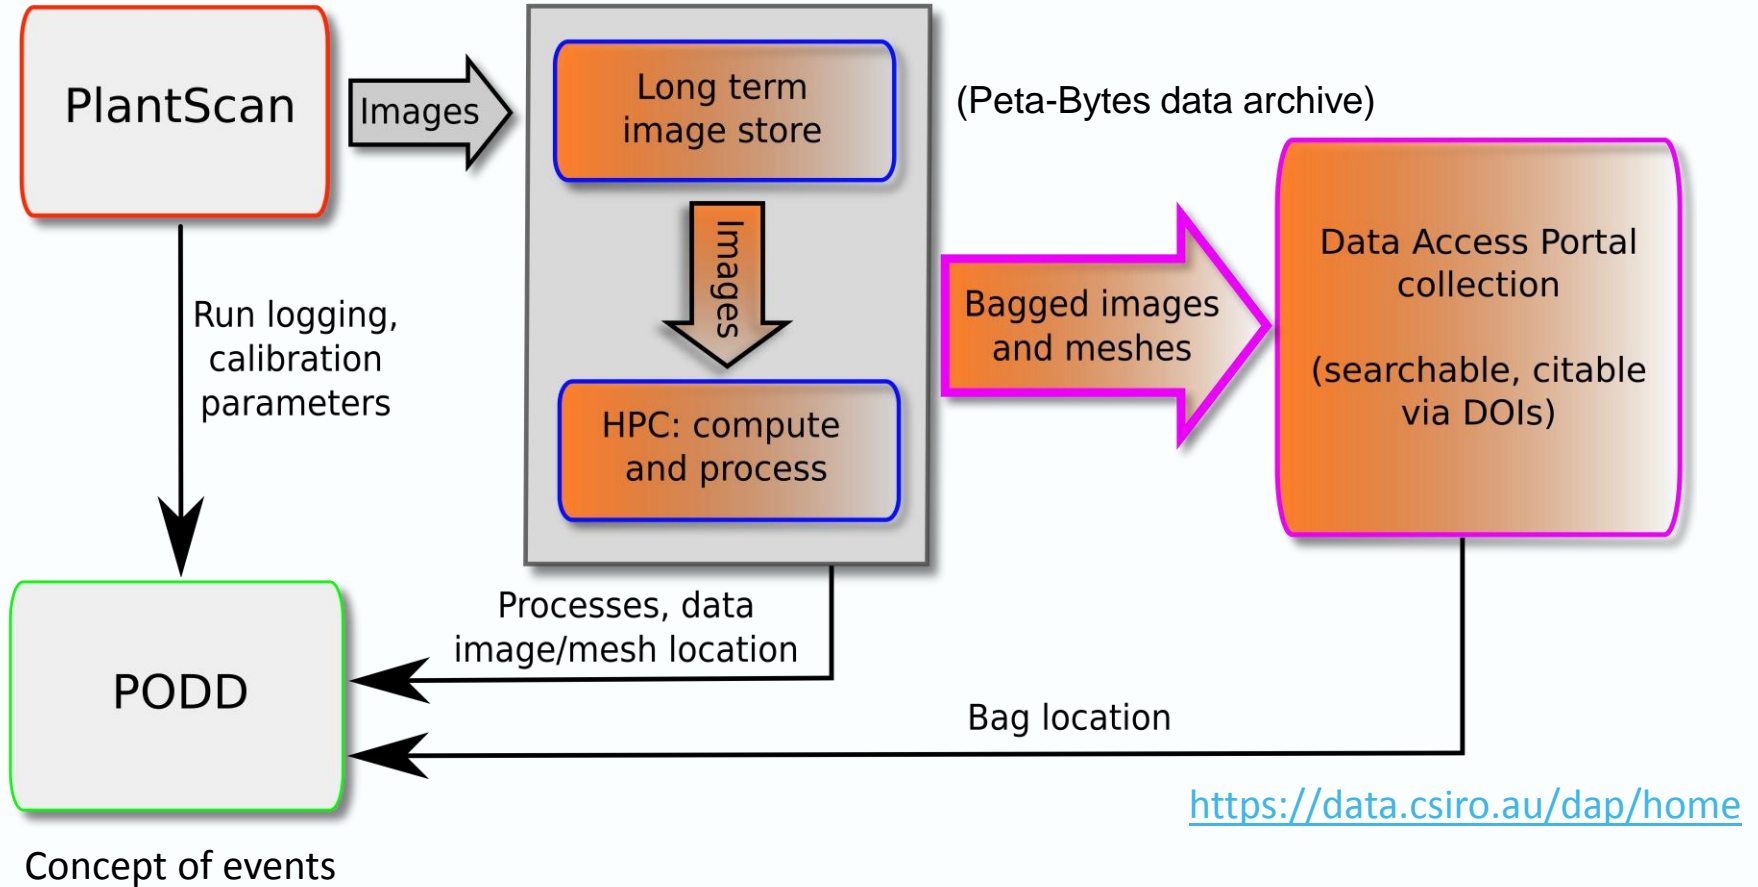 PlantScan
Images
Long term
image store
(Peta-Bytes data archive)
Images
HPC: compute
and process
Bagged images
and meshes
Data Access Portal
collection
(searchable, citable
via DOIs)
Run logging,
calibration
parameters
Processes, data
image/mesh location
PODD
Bag location
https://data.csiro.au/dap/home
Concept of events